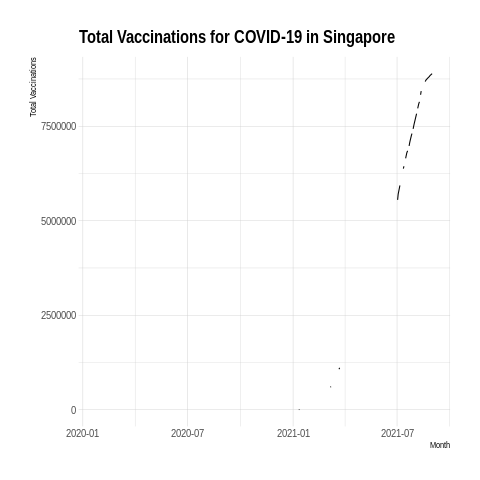 Total Vaccinations for COVID-19 in Singapore
Total Vaccinations
7500000
5000000
2500000
0
2020-01 2020-07 2021-01 2021-07
Month